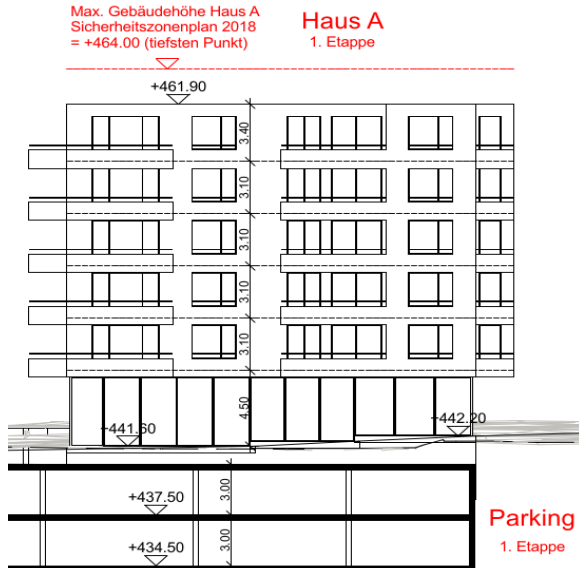 Max. Gebäudehöhe Haus A
Sicherheitszonenplan 2018
= +464.00 (tiefsten Punkt)
Haus A
1. Etappe
+461.90
3.40
3.10
3.10
3.10
3.10
4.50
+441.60
+442.20
3.00
+437.50
3.00
+434.50
Parking
1. Etappe